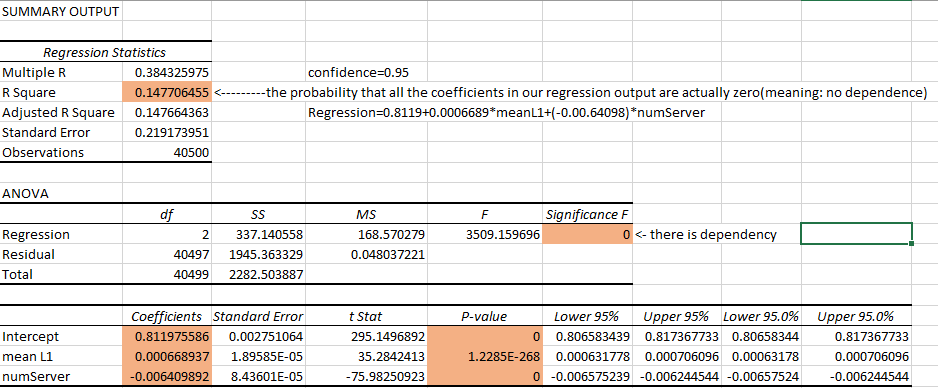 SUMMARY OUTPUT
Regression Statistics
Multiple R 0.384325975 confidence=0.95
R Square 0.147706455 <---------the probability that all the coefficients in our regression output are actually zero(meaning: no dependence)
Adjusted R Square 0.147664363 Regression=0.8119+0.0006689*meanL1+(-0.00.64098)*numServer
Standard Error 0.219173951
Observations 40500
ANOVA
df SS MS F Significance F
Regression 2 337.140558 168.570279 3509.159696 0 <- there is dependency
Residual 40497 1945.363329 0.048037221
Total 40499 2282.503887
Coefficients Standard Error t Stat P-value Lower 95% Upper 95% Lower 95.0% Upper 95.0%
Intercept 0.811975586 0.002751064 295.1496892 0 0.806583439 0.817367733 0.80658344 0.817367733
mean L1 0.000668937 1.89585E-05 35.2842413 1.2285E-268 0.000631778 0.000706096 0.00063178 0.000706096
numServer -0.006409892 8.43601E-05 -75.98250923 0 -0.006575239 -0.006244544 -0.00657524 -0.006244544